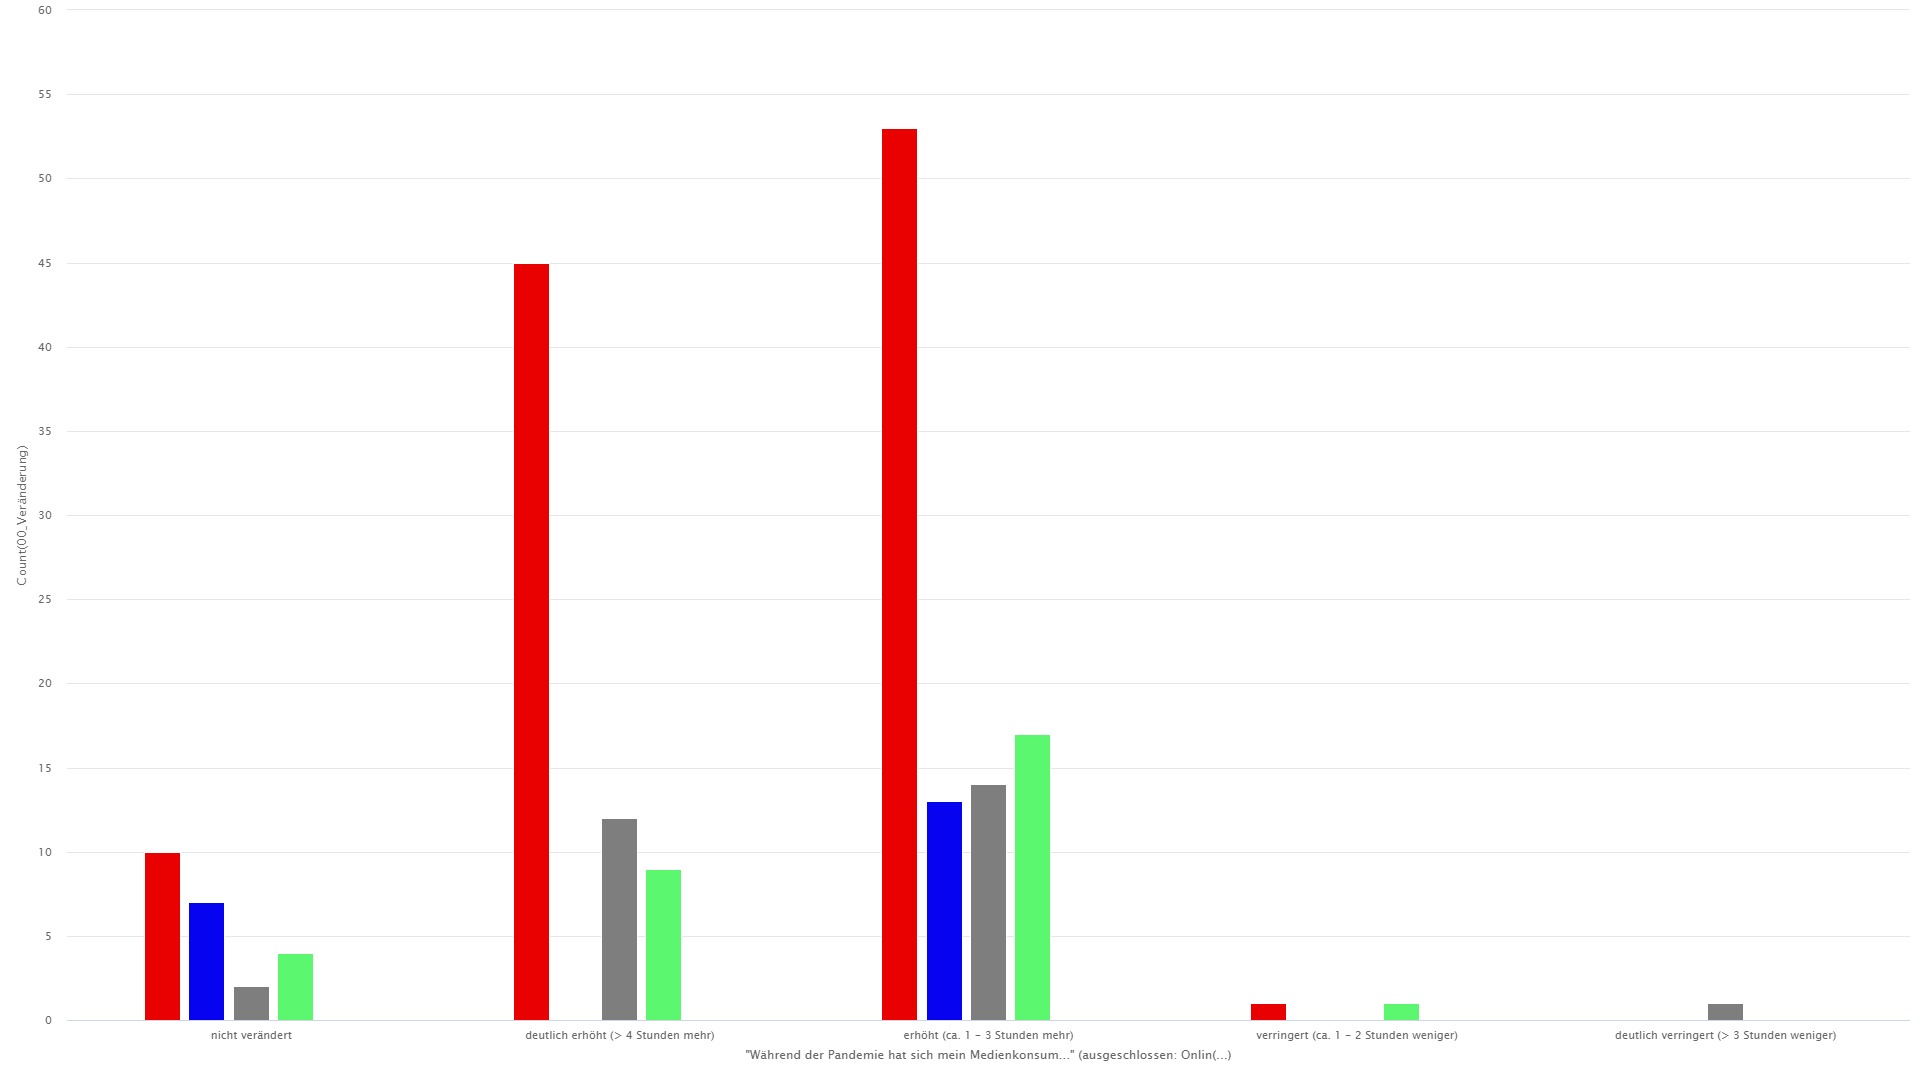 60
55
50
45
40
35
30
25
20
15
10
5
0
Count(00_Veränderung)
nicht verändert
deutlich erhöht (> 4 Stunden mehr)
erhöht (ca. 1 – 3 Stunden mehr)
verringert (ca. 1 – 2 Stunden weniger)
deutlich verringert (> 3 Stunden weniger)
"Während der Pandemie hat sich mein Medienkonsum..." (ausgeschlossen: Onlin(...)